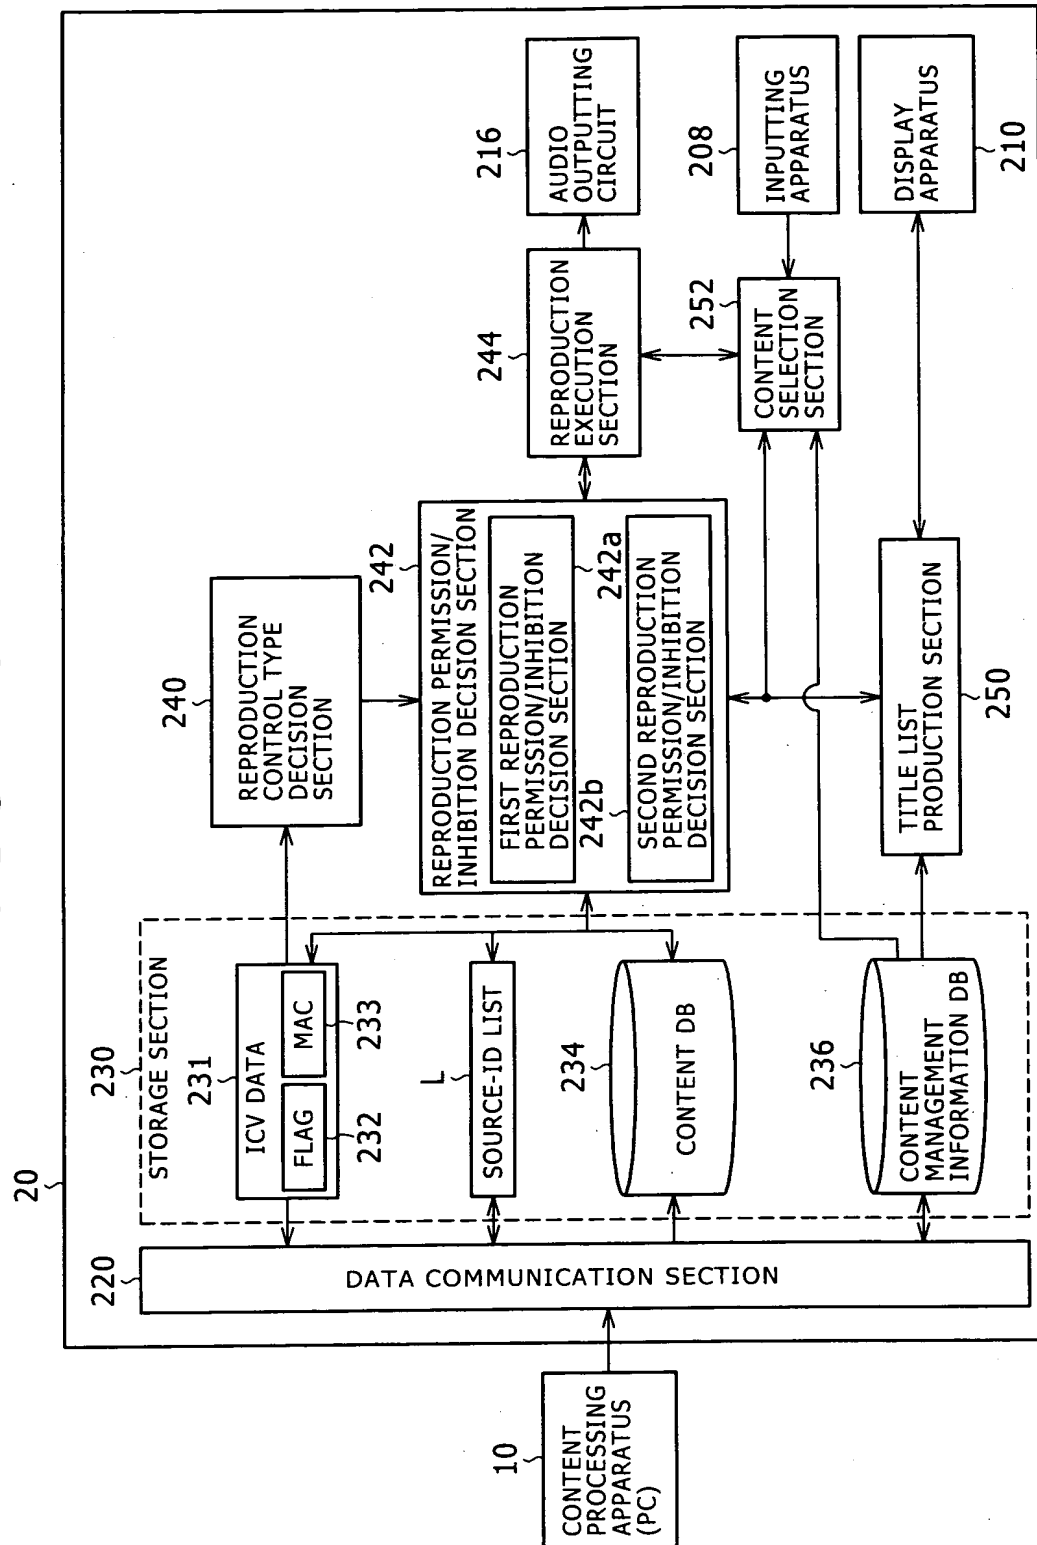 20
10
CONTENT
PROCESSING
APPARATUS
(PC)
220
DATA COMMUNICATION SECTION
230
STORAGE SECTION
231
ICV DATA
FLAG
232
MAC
233
L
SOURCE-ID LIST
234
CONTENT DB
236
CONTENT
MANAGEMENT
INFORMATION DB
240
REPRODUCTION
CONTROL TYPE
DECISION
SECTION
242
REPRODUCTION PERMISSION/
INHIBITION DECISION SECTION
FIRST REPRODUCTION
PERMISSION/INHIBITION
DECISION SECTION
242a
242b
SECOND REPRODUCTION
PERMISSION/INHIBITION
DECISION SECTION
TITLE LIST
PRODUCTION SECTION
250
244
REPRODUCTION
EXECUTION
SECTION
252
CONTENT
SELECTION
SECTION
216
AUDIO
OUTPUTTING
CIRCUIT
208
INPUTTING
APPARATUS
DISPLAY
APPARATUS
210